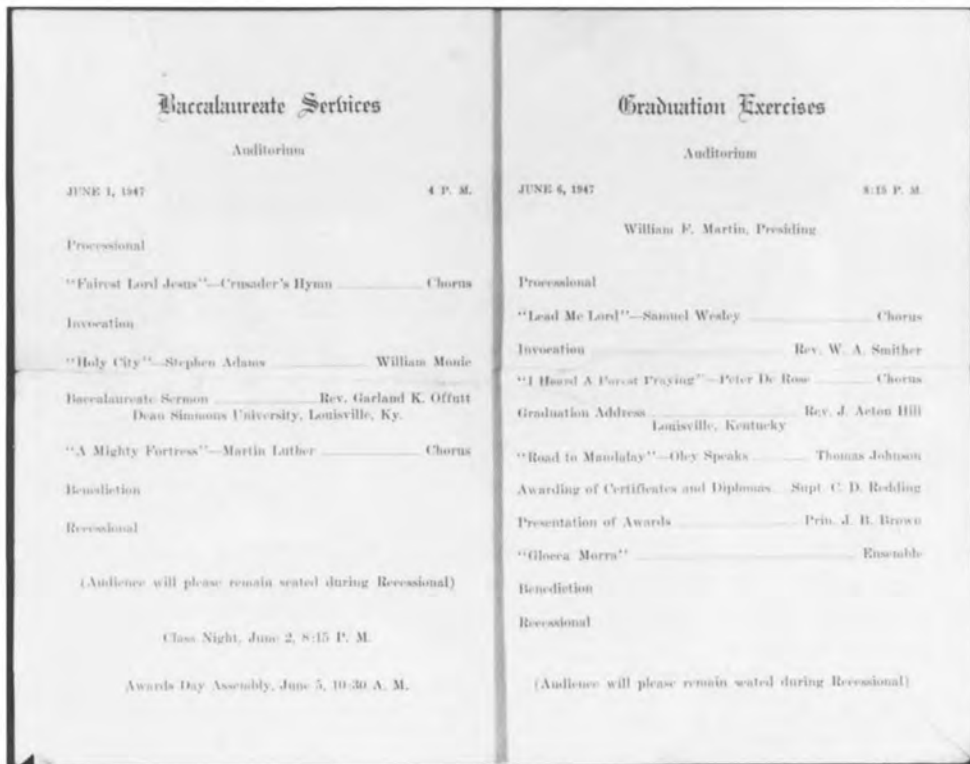 Baccalaureate Services
Auditorium
JUNE 1, 1947 4 P. M.
Processional
"Fairest Lord Jesus"—Crusader's Hymn Chorus
Invocation
"Holy City"—Stephen Adams William Monie
Baccalaureate Sermon Rev. Garland K. Offutt
Dean Simmons University, Louisville, Ky.
"A Mighty Fortress"—Martin Luther Chorus
Benediction
Recessional
(Audience will please remain seated during Recessional)
Class Night, June 2, 8:15 P. M.
Awards Day Assembly, June 5, 10-30 A. M.
Graduation Exercises
Auditorium
JUNE 6, 1947 8:15 P. M.
William F. Martin, Presiding
Processional
"Lead Me Lord"—Samuel Wesley Chorus
Invocation Rev. W. A. Smither
"I Heard A Forest Praying"—Peter De Rose Chorus
Graduation Address Rev. J. Acton Hill
Louisville, Kentucky
"Road to Mandalay"—Oley Speaks Thomas Johnson
Awarding of Certificates and Diplomas Supt. C. D. Redding
Presentation of Awards Prin. J. B. Brown
"Glocca Morra" Ensemble
Benediction
Recessional
(Audience will please remain seated during Recessional)